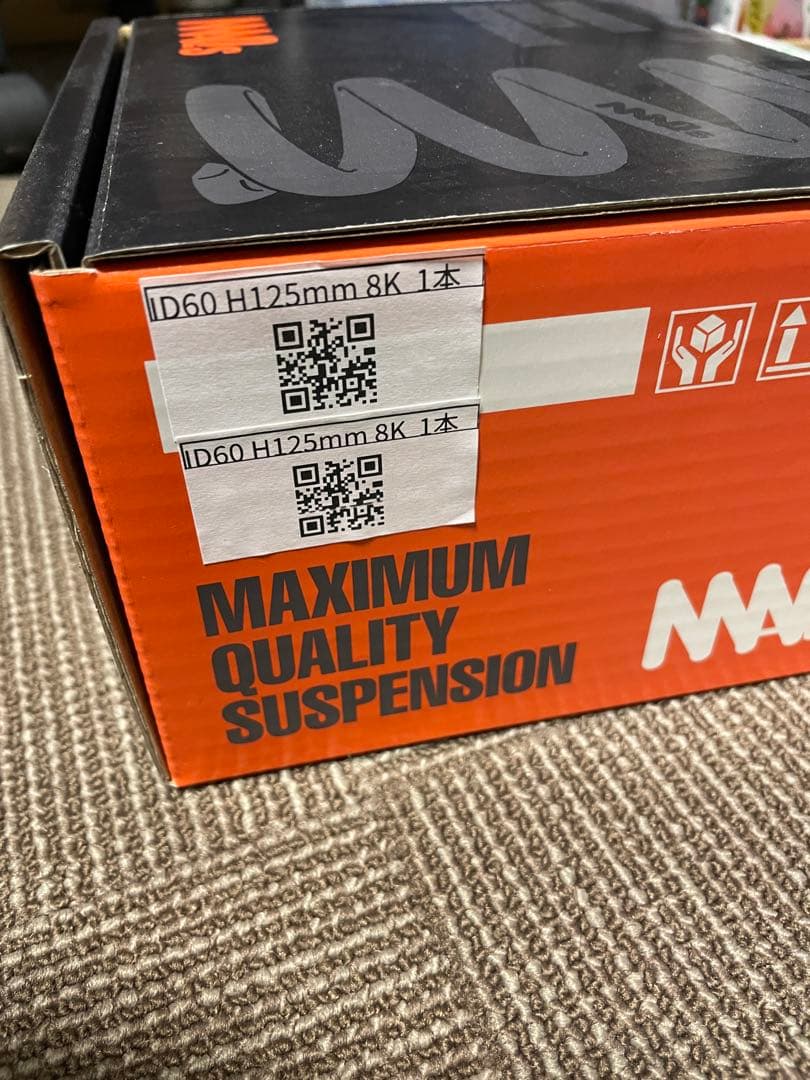 ID60 H125mm 8K 1本
ID60 H125mm 8K 1本
MAXIMUM
QUALITY
SUSPENSION